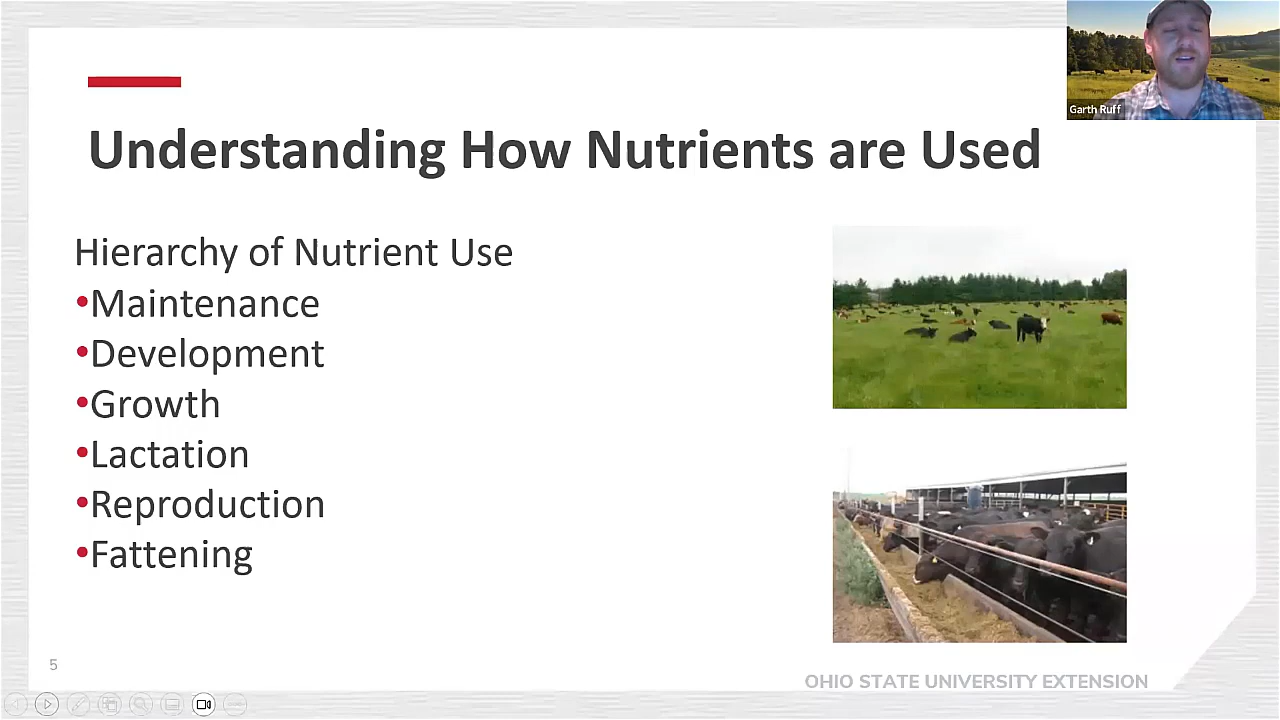 Garth Ruff
Understanding How Nutrients are Used
Hierarchy of Nutrient Use
•Maintenance
•Development
•Growth
•Lactation
•Reproduction
•Fattening
5
OHIO STATE UNIVERSITY EXTENSION